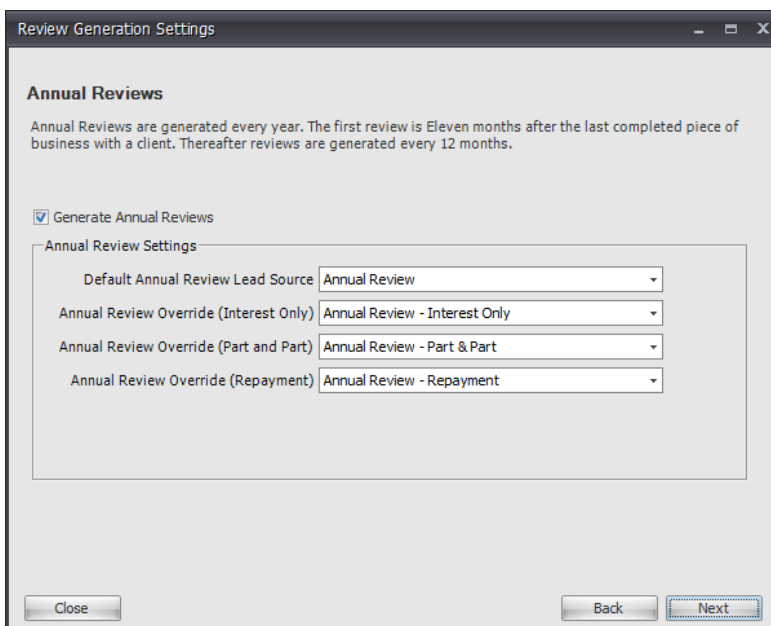 Review Generation Settings
Annual Reviews
Annual Reviews are generated every year. The first review is Eleven months after the last completed piece of
business with a client. Thereafter reviews are generated every 12 months.
Generate Annual Reviews
Annual Review Settings
Default Annual Review Lead Source Annual Review
Annual Review Override (Interest Only) Annual Review - Interest Only
Annual Review Override (Part and Part) Annual Review - Part & Part
Annual Review Override (Repayment) Annual Review - Repayment
Close Back Next